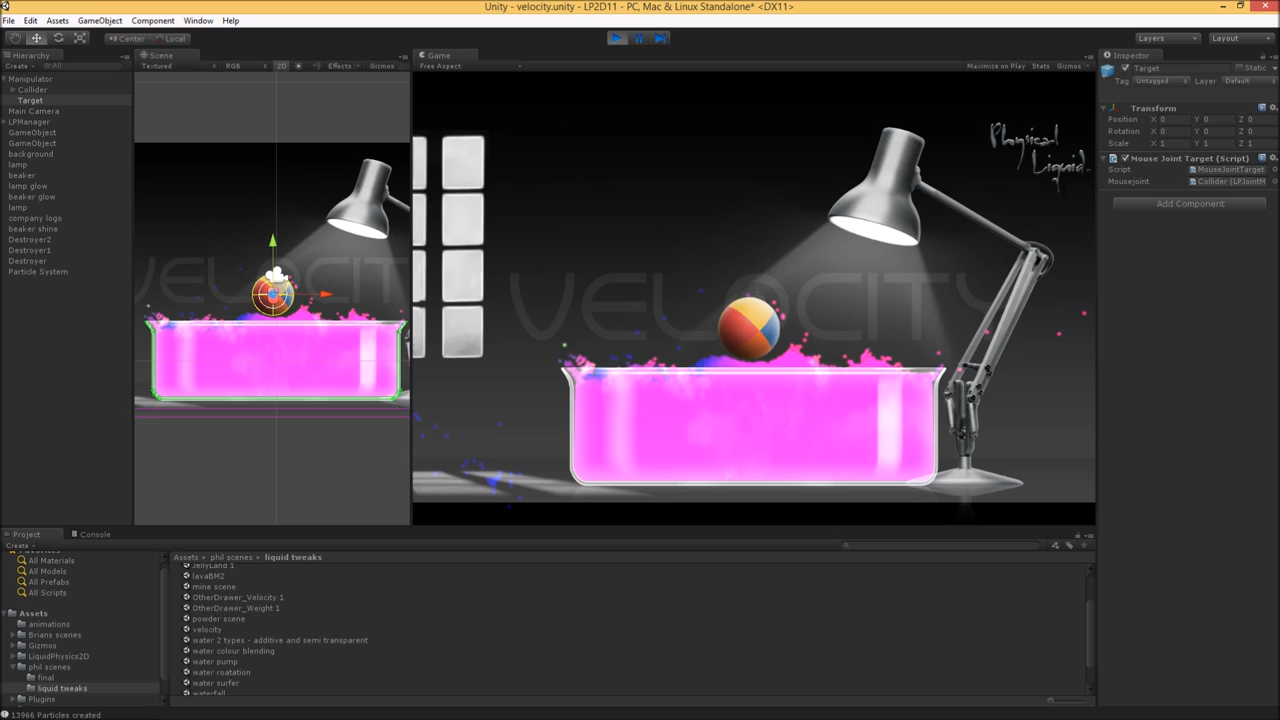 Unity - velocity.unity - LP2D11 - PC, Mac & Linux Standalone* <DX11>
File Edit Assets GameObject Component Window Help
Center Local Layers Layout
Hierarchy
Create All
Manipulator
Collider
Target
Main Camera
LPManager
GameObject
GameObject
background
lamp
beaker
lamp glow
beaker glow
lamp
company logo
beaker shine
Destroyer2
Destroyer1
Destroyer
Particle System
Scene
Textured RGB 2D Effects Gizmos
VELOCITY
Game
Free Aspect Maximize on Play Stats Gizmos
Physical
Liquid
VELOCITY
Inspector
Target Static
Tag Untagged Layer Default
Transform
Position X 0 Y 0 Z 0
Rotation X 0 Y 0 Z 0
Scale X 1 Y 1 Z 1
Mouse Joint Target (Script)
Script MouseJointTarget
Mousejoint Collider (LPJointM
Add Component
Project Console
Create
Favorites
All Materials
All Models
All Prefabs
All Scripts
Assets
animations
Brians scenes
Gizmos
LiquidPhysics2D
phil scenes
final
liquid tweaks
Plugins
Assets phil scenes liquid tweaks
JellyLand 1
lavaBM2
mine scene
OtherDrawer_Velocity 1
OtherDrawer_Weight 1
powder scene
velocity
water 2 types - additive and semi transparent
water colour blending
water pump
water roatation
water surfer
waterfall
13966 Particles created